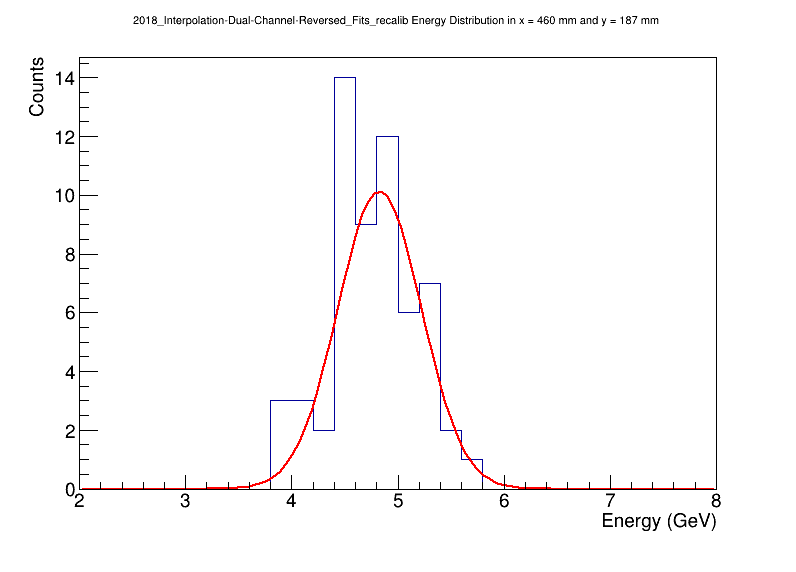 2018_Interpolation-Dual-Channel-Reversed_Fits_recalib Energy Distribution in x = 460 mm and y = 187 mm
Counts
14
12
10
8
6
4
2
0
2 3 4 5 6 7 8
Energy (GeV)